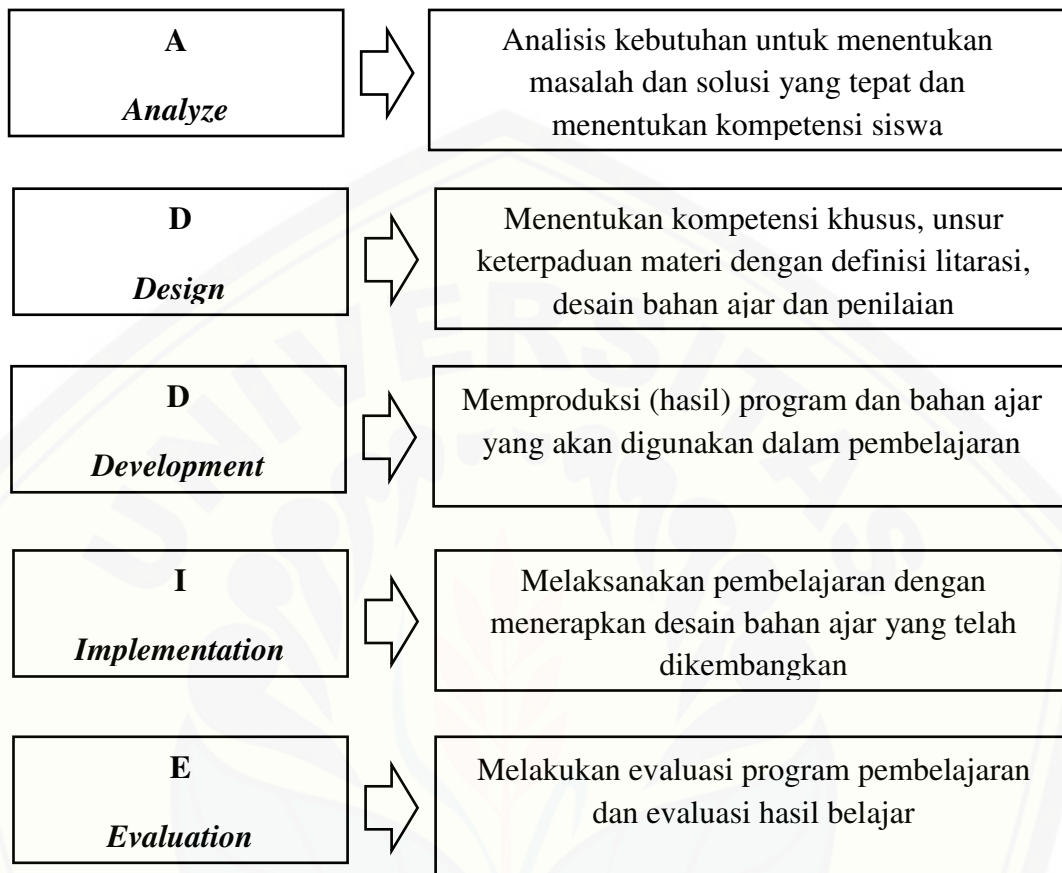 A
Analyze
Analisis kebutuhan untuk menentukan
masalah dan solusi yang tepat dan
menentukan kompetensi siswa
D
Design
Menentukan kompetensi khusus, unsur
keterpaduan materi dengan definisi litarasi,
desain bahan ajar dan penilaian
D
Development
Memproduksi (hasil) program dan bahan ajar
yang akan digunakan dalam pembelajaran
I
Implementation
Melaksanakan pembelajaran dengan
menerapkan desain bahan ajar yang telah
dikembangkan
E
Evaluation
Melakukan evaluasi program pembelajaran
dan evaluasi hasil belajar
UNIVERSITAS